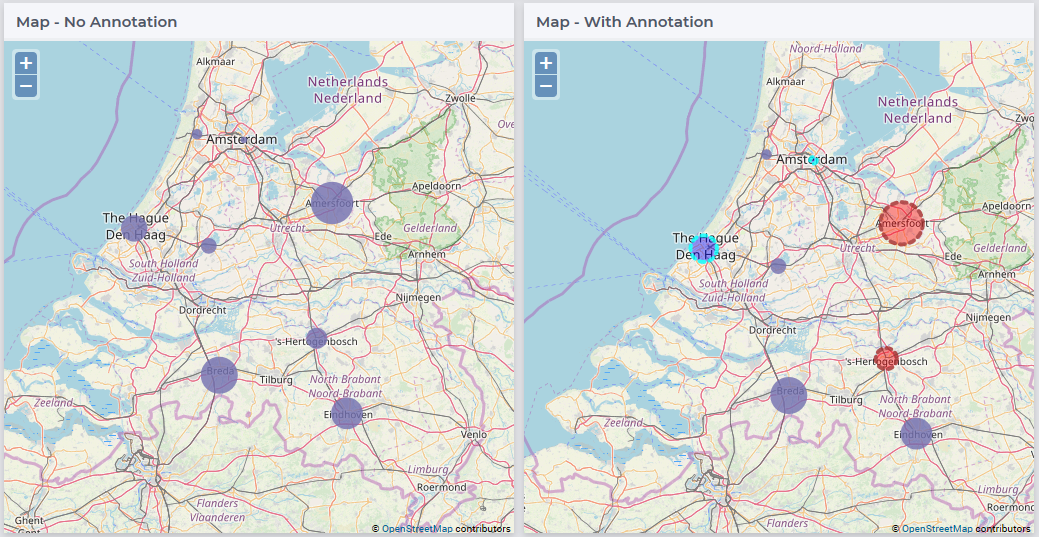 Map - No Annotation
+
−
Alkmaar
Netherlands
Nederland
Zwolle
Ove
Amsterdam
Apeldoorn
Amersfoort
The Hague
Den Haag
Utrecht
Gelderland
Ede
Arnhem
South Holland
Zuid-Holland
Nijmegen
Dordrecht
's-Hertogenbosch
Breda
Tilburg
North Brabant
Noord-Brabant
Zeeland
Eindhoven
Venlo
Limburg
Roermond
Flanders
Vlaanderen
Ghent
Gent
© OpenStreetMap contributors
Map - With Annotation
+
−
Noord-Holland
Alkmaar
Netherlands
Nederland
Zwo
Amsterdam
Apeldoorn
Amersfoort
The Hague
Den Haag
Utrecht
Gelderland
Ede
Arnhem
South Holland
Zuid-Holland
Nijmegen
Dordrecht
's-Hertogenbosch
Breda
Tilburg
North Brabant
Noord-Brabant
Zeeland
Eindhoven
Limburg
Roermond
Flanders
© OpenStreetMap contributors